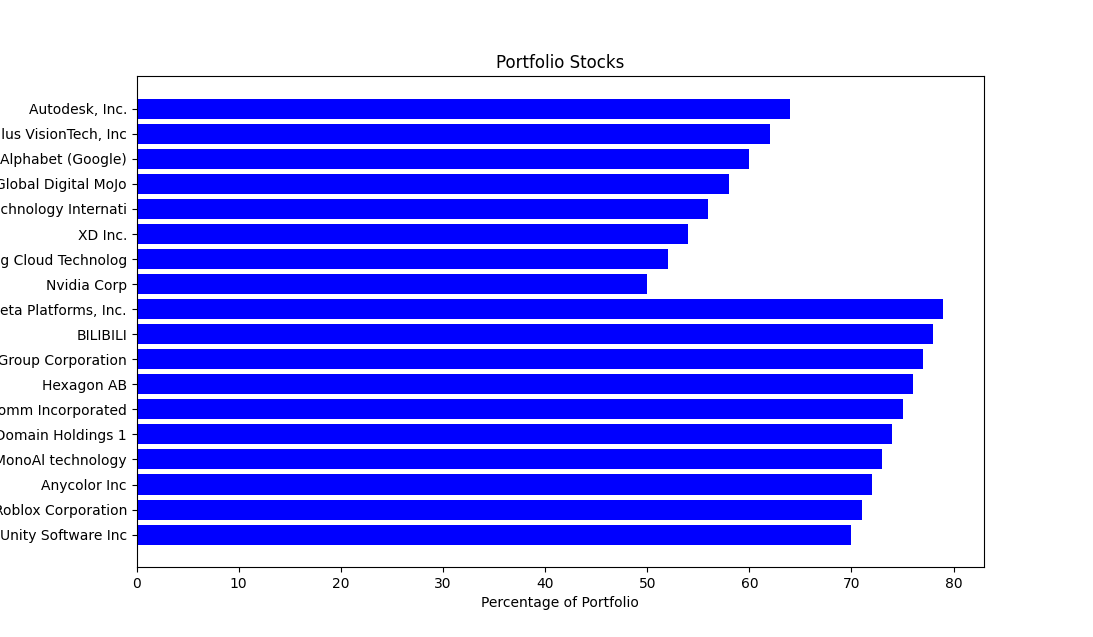 Portfolio Stocks
Autodesk, Inc.
lus VisionTech, Inc
Alphabet (Google)
Global Digital MoJo
chnology Internati
XD Inc.
g Cloud Technolog
Nvidia Corp
eta Platforms, Inc.
BILIBILI
Group Corporation
Hexagon AB
omm Incorporated
Domain Holdings 1
MonoAl technology
Anycolor Inc
Roblox Corporation
Unity Software Inc
0 10 20 30 40 50 60 70 80
Percentage of Portfolio